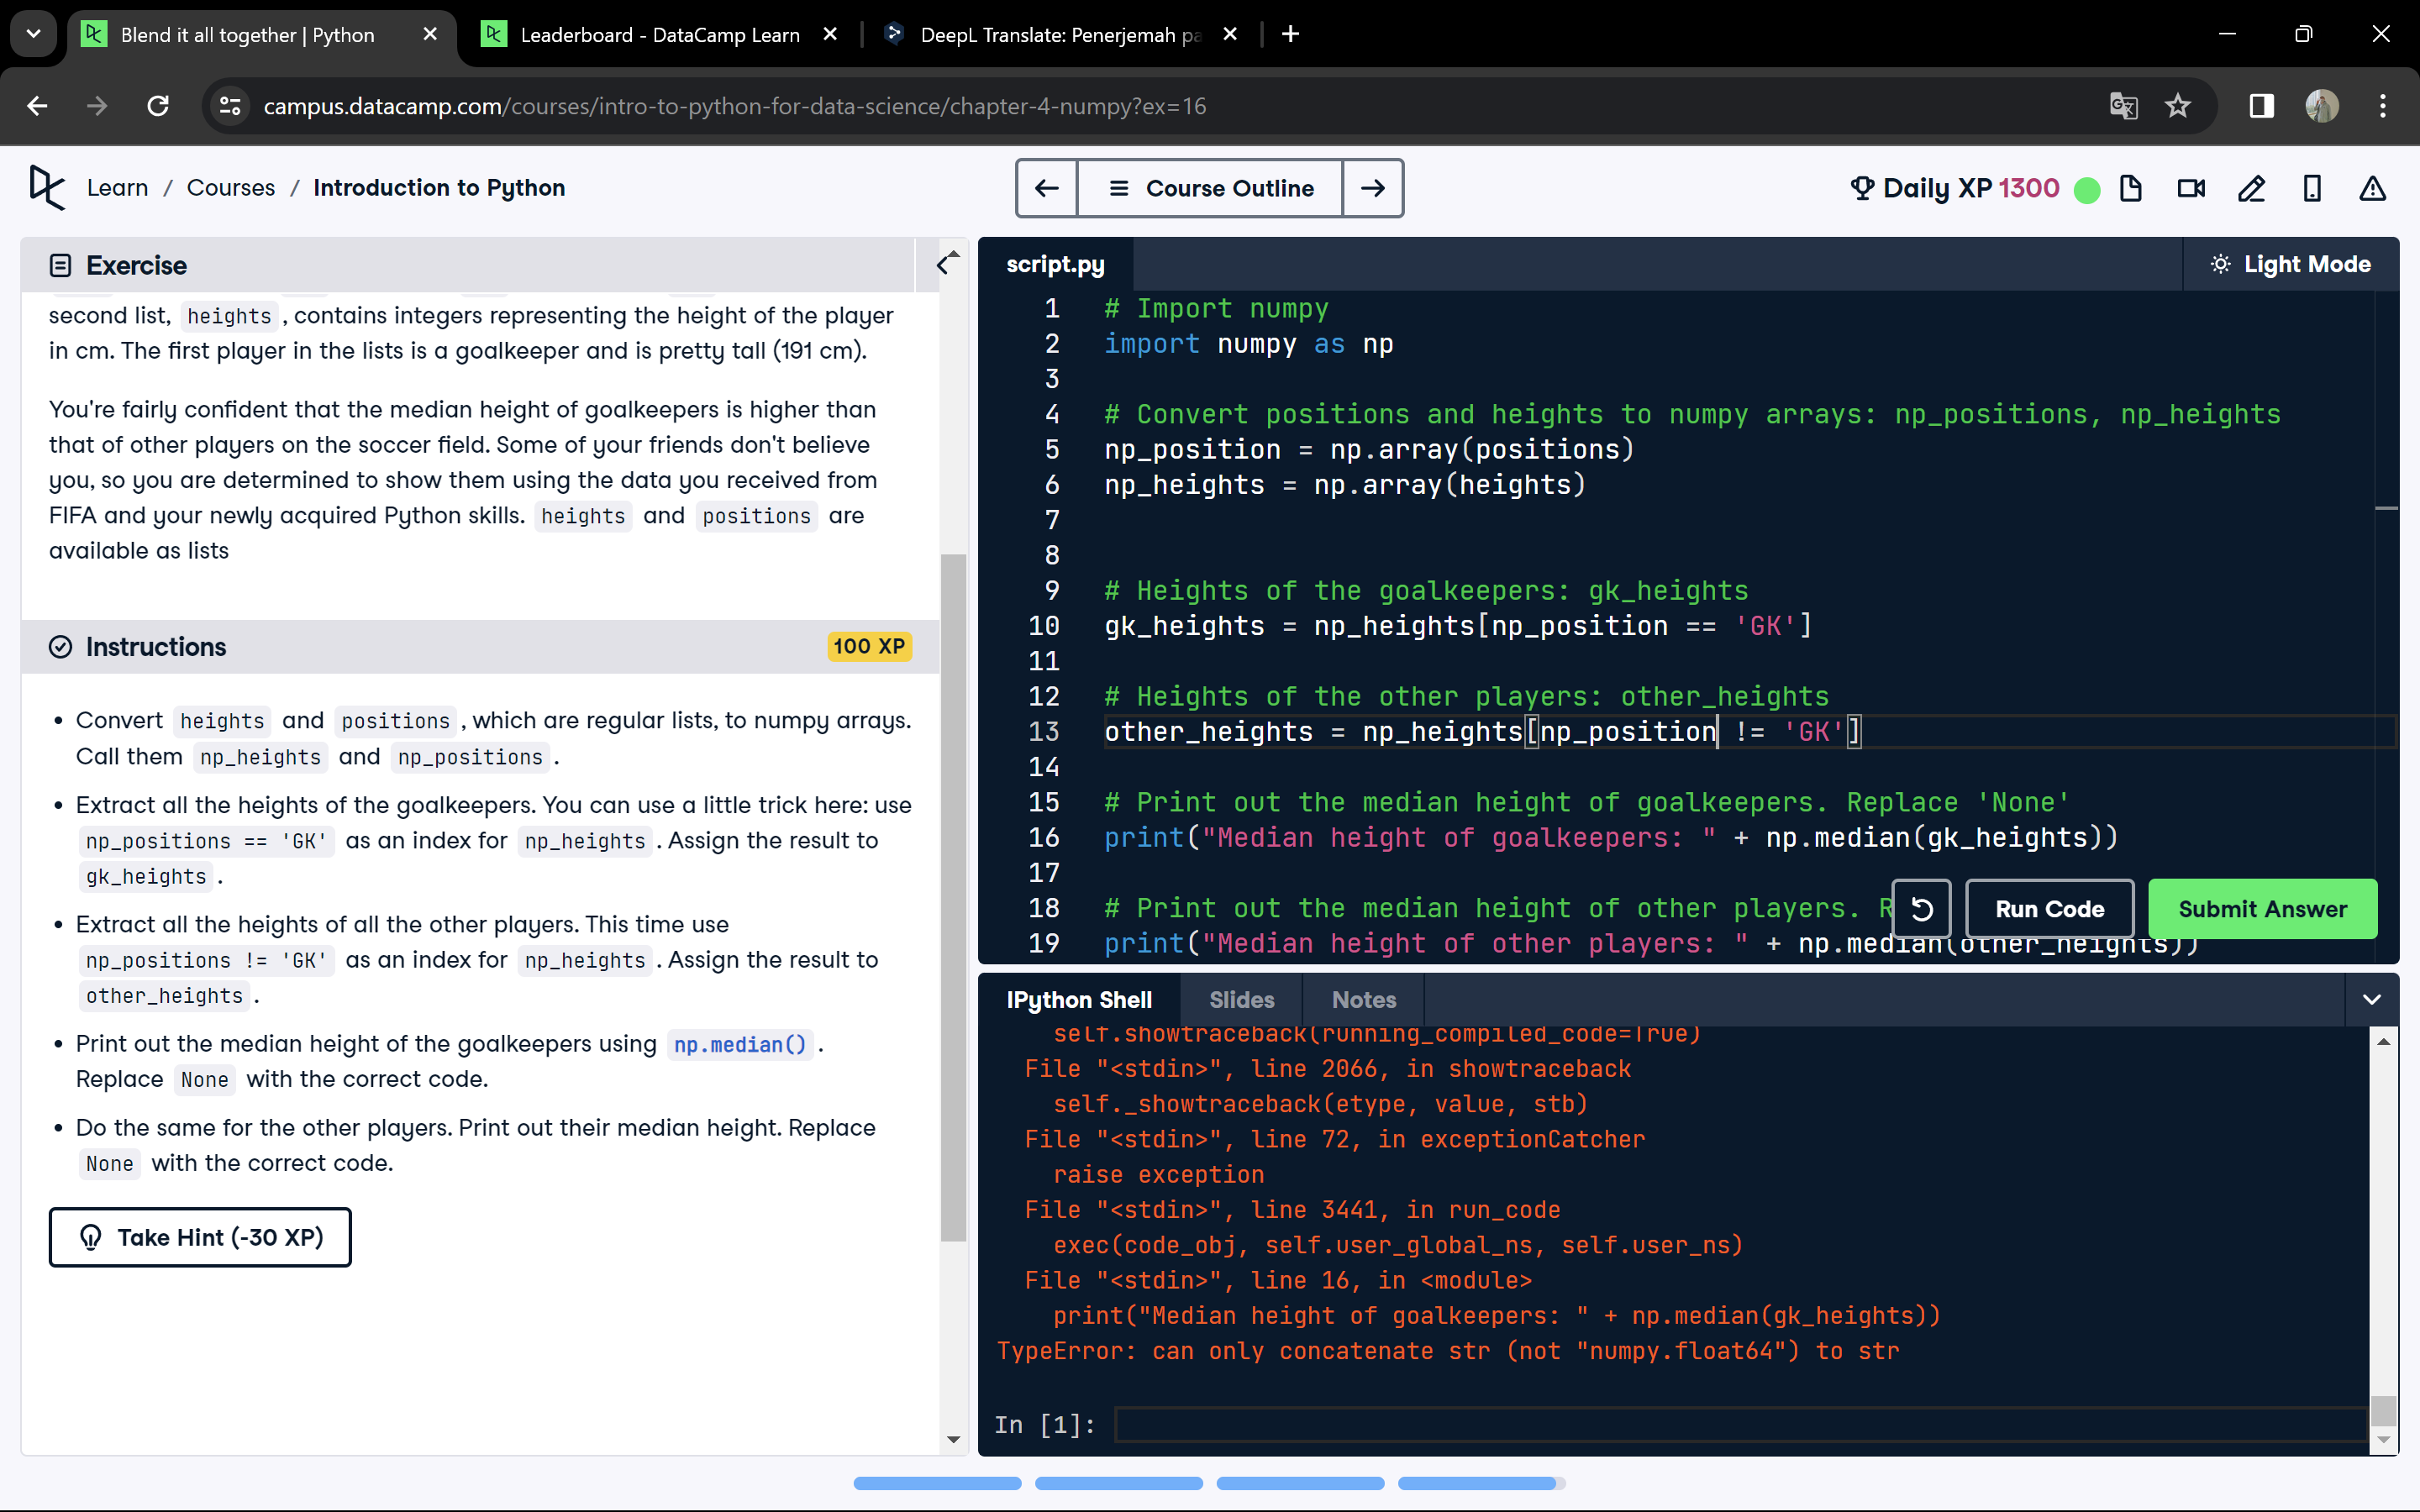 Blend it all together | Python
Leaderboard - DataCamp Learn
DeepL Translate: Penerjemah pa
campus.datacamp.com/courses/intro-to-python-for-data-science/chapter-4-numpy?ex=16
Learn / Courses / Introduction to Python
Course Outline
Daily XP 1300
Exercise
second list, heights, contains integers representing the height of the player
in cm. The first player in the lists is a goalkeeper and is pretty tall (191 cm).
You're fairly confident that the median height of goalkeepers is higher than
that of other players on the soccer field. Some of your friends don't believe
you, so you are determined to show them using the data you received from
FIFA and your newly acquired Python skills. heights and positions are
available as lists
Instructions
100 XP
• Convert heights and positions, which are regular lists, to numpy arrays.
Call them np_heights and np_positions.
• Extract all the heights of the goalkeepers. You can use a little trick here: use
np_positions == 'GK' as an index for np_heights. Assign the result to
gk_heights.
• Extract all the heights of all the other players. This time use
np_positions != 'GK' as an index for np_heights. Assign the result to
other_heights.
• Print out the median height of the goalkeepers using np.median().
Replace None with the correct code.
• Do the same for the other players. Print out their median height. Replace
None with the correct code.
Take Hint (-30 XP)
script.py
Light Mode
1 # Import numpy
2 import numpy as np
3
4 # Convert positions and heights to numpy arrays: np_positions, np_heights
5 np_position = np.array(positions)
6 np_heights = np.array(heights)
7
8
9 # Heights of the goalkeepers: gk_heights
10 gk_heights = np_heights[np_position == 'GK']
11
12 # Heights of the other players: other_heights
13 other_heights = np_heights[np_position != 'GK']
14
15 # Print out the median height of goalkeepers. Replace 'None'
16 print("Median height of goalkeepers: " + np.median(gk_heights))
17
18 # Print out the median height of other players. R
19 print("Median height of other players: " + np.median(other_heights))
Run Code
Submit Answer
IPython Shell
Slides
Notes
self.showtraceback(running_compiled_code=True)
File "<stdin>", line 2066, in showtraceback
self._showtraceback(etype, value, stb)
File "<stdin>", line 72, in exceptionCatcher
raise exception
File "<stdin>", line 3441, in run_code
exec(code_obj, self.user_global_ns, self.user_ns)
File "<stdin>", line 16, in <module>
print("Median height of goalkeepers: " + np.median(gk_heights))
TypeError: can only concatenate str (not "numpy.float64") to str
In [1]: